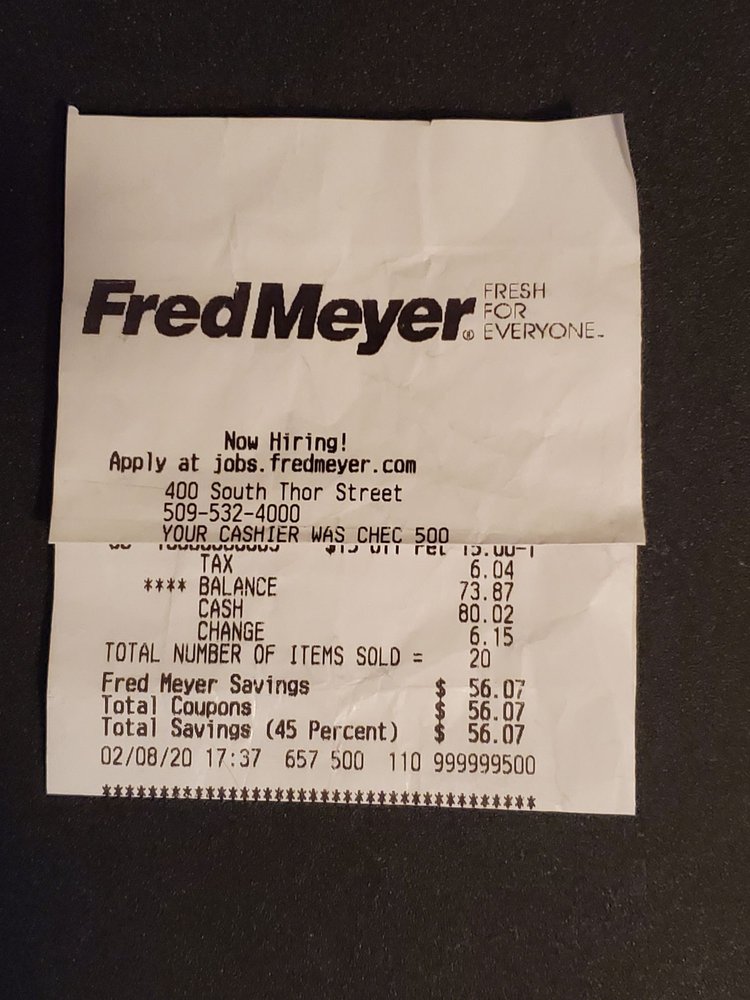 FredMeyer® FRESH
FOR
EVERYONE™
Now Hiring!
Apply at jobs.fredmeyer.com
400 South Thor Street
509-532-4000
YOUR CASHIER WAS CHEC 500
15.00-T
TAX 6.04
**** BALANCE 73.87
CASH 80.02
CHANGE 6.15
TOTAL NUMBER OF ITEMS SOLD = 20
Fred Meyer Savings $ 56.07
Total Coupons $ 56.07
Total Savings (45 Percent) $ 56.07
02/08/20 17:37 657 500 110 999999500
*************************************